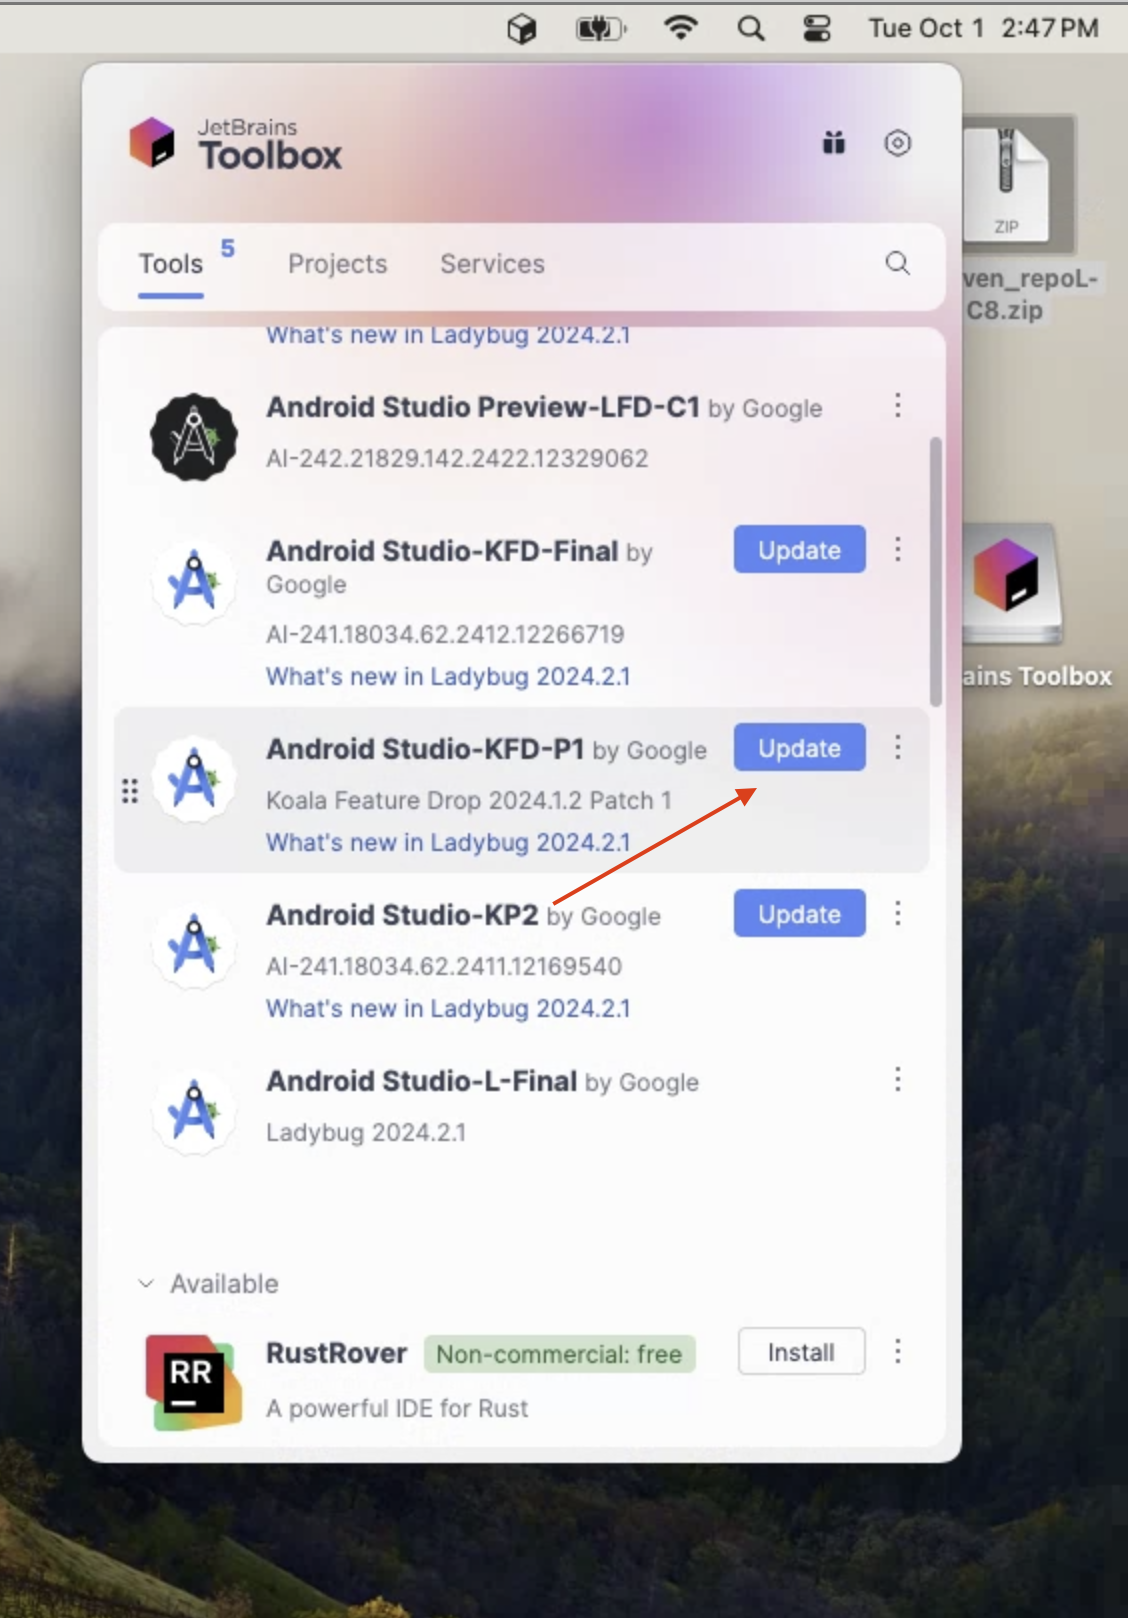 Tue Oct 1 2:47 PM
JetBrains
Toolbox
ZIP
Tools 5 Projects Services
ven_repoL-
C8.zip
What's new in Ladybug 2024.2.1
Android Studio Preview-LFD-C1 by Google
AI-242.21829.142.2422.12329062
Android Studio-KFD-Final by
Google
Update
AI-241.18034.62.2412.12266719
What's new in Ladybug 2024.2.1
ains Toolbox
Android Studio-KFD-P1 by Google
Update
Koala Feature Drop 2024.1.2 Patch 1
What's new in Ladybug 2024.2.1
Android Studio-KP2 by Google
Update
AI-241.18034.62.2411.12169540
What's new in Ladybug 2024.2.1
Android Studio-L-Final by Google
Ladybug 2024.2.1
Available
RR
RustRover Non-commercial: free
Install
A powerful IDE for Rust